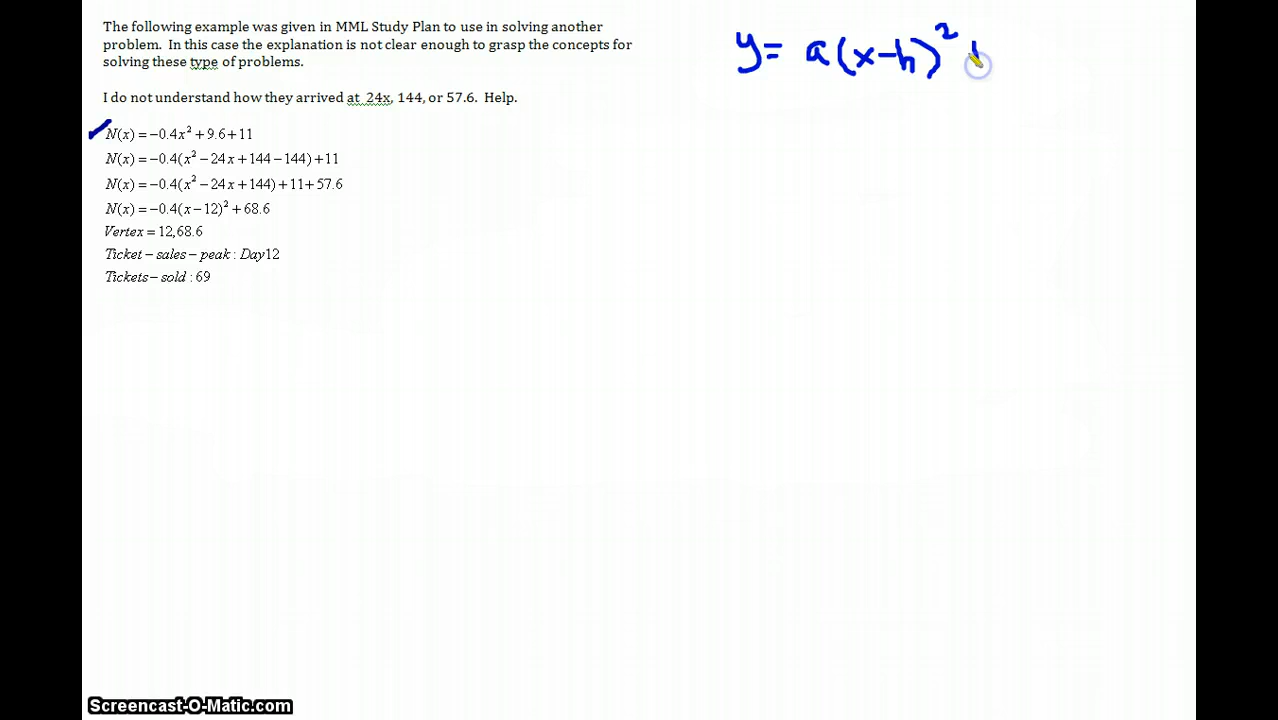 The following example was given in MML Study Plan to use in solving another
problem. In this case the explanation is not clear enough to grasp the concepts for
solving these type of problems.
I do not understand how they arrived at 24x, 144, or 57.6. Help.
N(x) = −0.4x² + 9.6 + 11
N(x) = −0.4(x² − 24x + 144 − 144) + 11
N(x) = −0.4(x² − 24x + 144) + 11 + 57.6
N(x) = −0.4(x − 12)² + 68.6
Vertex = 12,68.6
Ticket − sales − peak : Day12
Tickets − sold : 69
y = a(x-h)²
Screencast-O-Matic.com